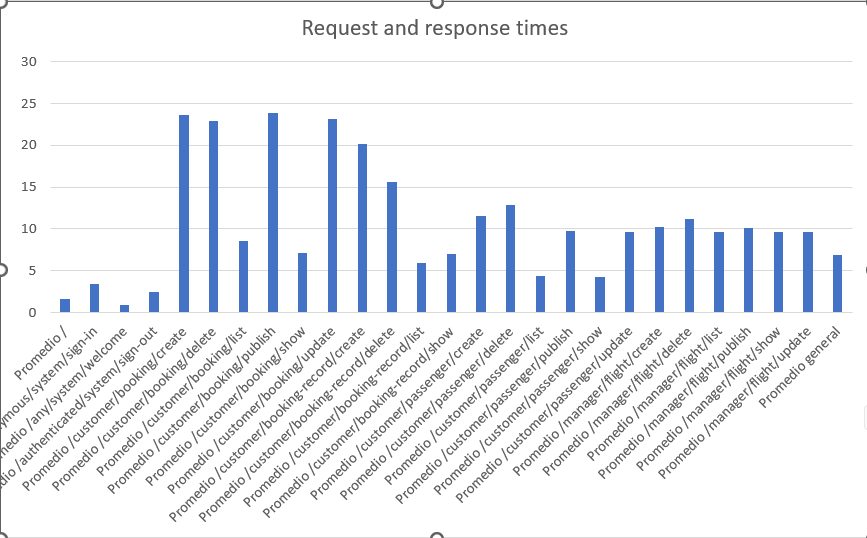 Request and response times
30
25
20
15
10
5
0
Promedio /
/system/sign-in
/any/system/welcome
/authenticated/system/sign-out
Promedio /customer/booking/create
Promedio /customer/booking/delete
Promedio /customer/booking/list
Promedio /customer/booking/publish
Promedio /customer/booking/show
Promedio /customer/booking/update
Promedio /customer/booking-record/create
Promedio /customer/booking-record/delete
Promedio /customer/booking-record/list
Promedio /customer/booking-record/show
Promedio /customer/passenger/create
Promedio /customer/passenger/delete
Promedio /customer/passenger/list
Promedio /customer/passenger/publish
Promedio /customer/passenger/show
Promedio /customer/passenger/update
Promedio /manager/flight/create
Promedio /manager/flight/delete
Promedio /manager/flight/list
Promedio /manager/flight/publish
Promedio /manager/flight/show
Promedio /manager/flight/update
Promedio general